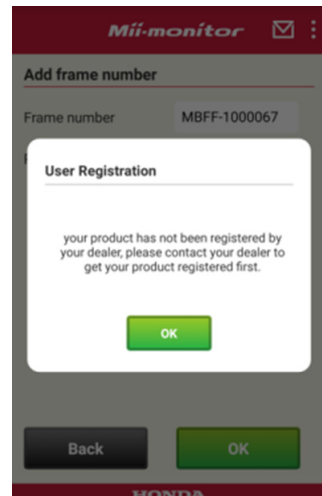 Mii-monitor
Add frame number
Frame number MBFF-1000067
User Registration
your product has not been registered by
your dealer, please contact your dealer to
get your product registered first.
OK
Back OK
HONDA